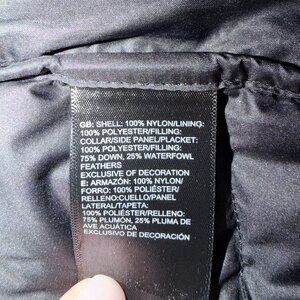 GB: SHELL: 100% NYLON/LINING:
100% POLYESTER/FILLING:
COLLAR/SIDE PANEL/PLACKET:
100% POLYESTER/FILLING:
75% DOWN, 25% WATERFOWL
FEATHERS
EXCLUSIVE OF DECORATION
E: ARMAZÓN: 100% NYLON/
FORRO: 100% POLIÉSTER/
RELLENO:CUELLO/PANEL
LATERAL/TAPETA:
100% POLIÉSTER/RELLENO:
75% PLUMÓN, 25% PLUMA DE
AVE ACUÁTICA
EXCLUSIVO DE DECORACIÓN